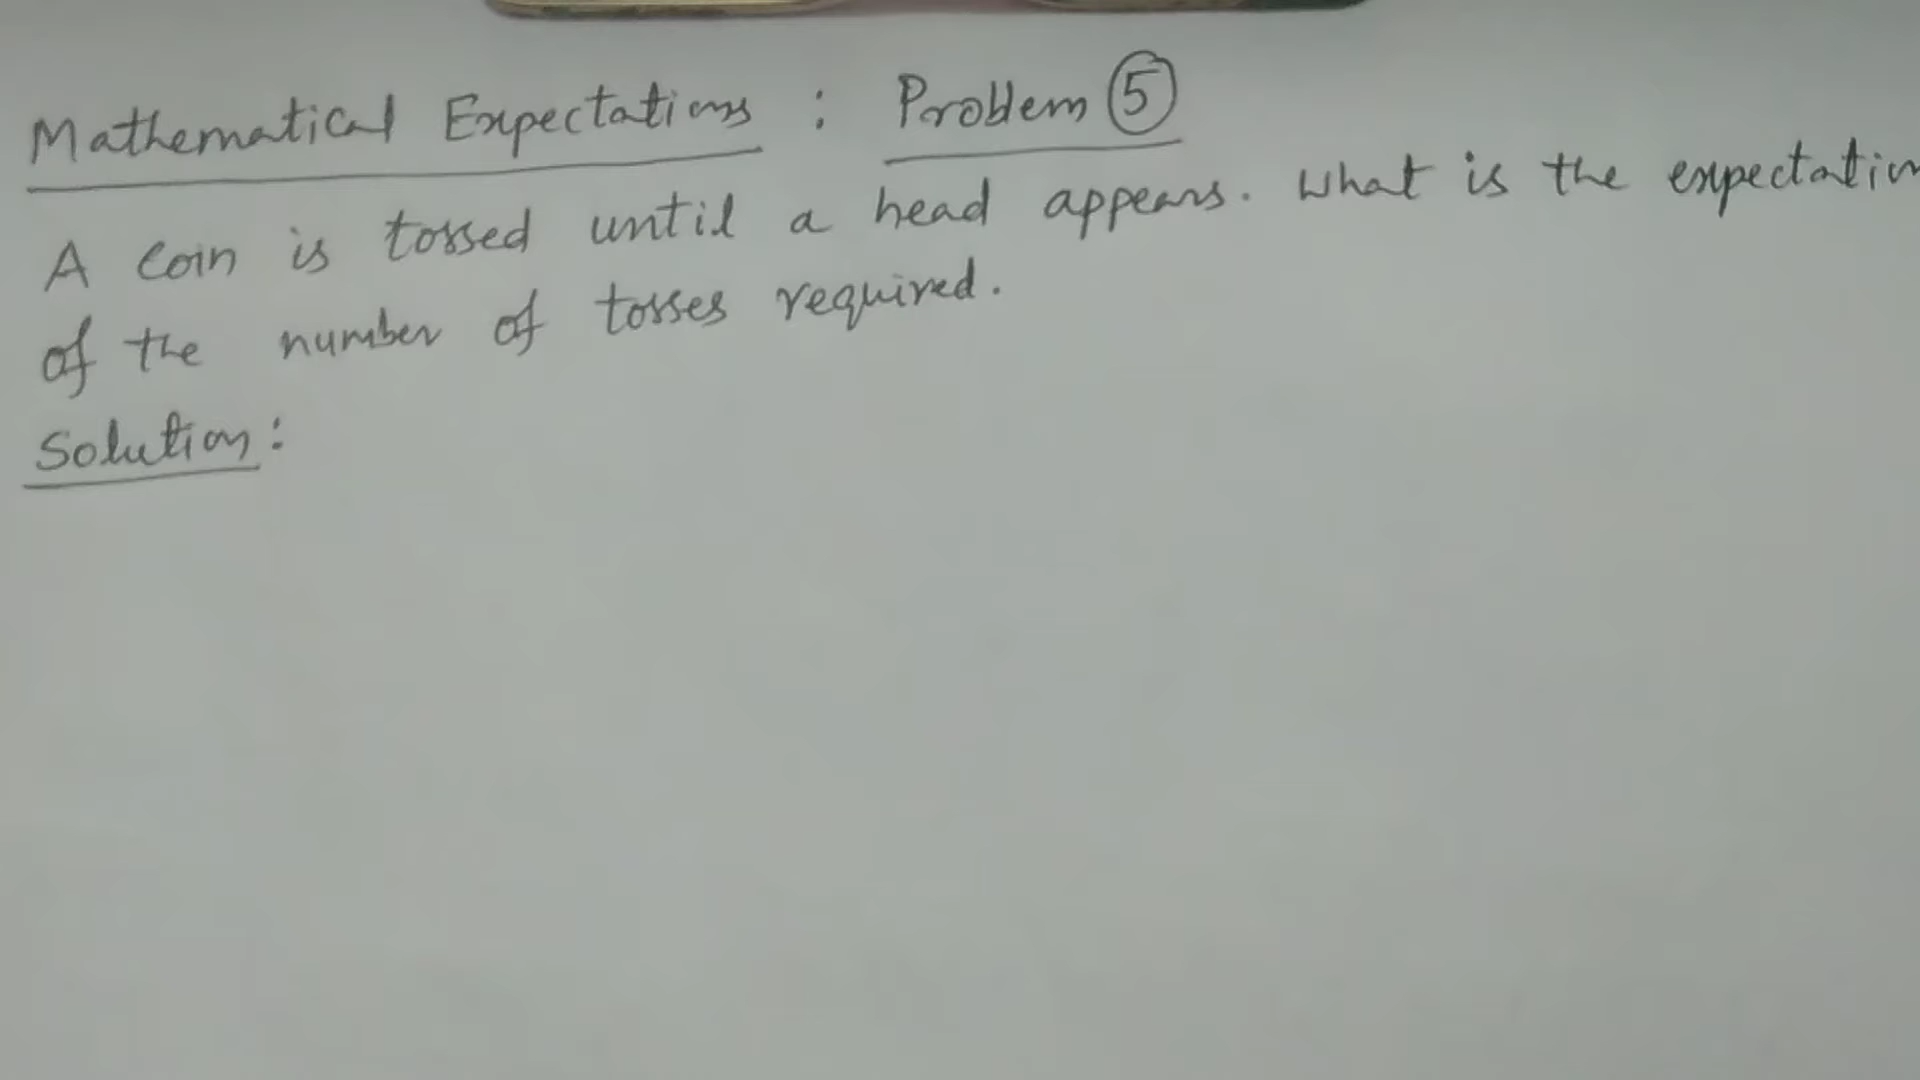 Mathematical Expectations : Problem 5
A coin is tossed until a head appears. What is the expectation
of the number of tosses required.
Solution: